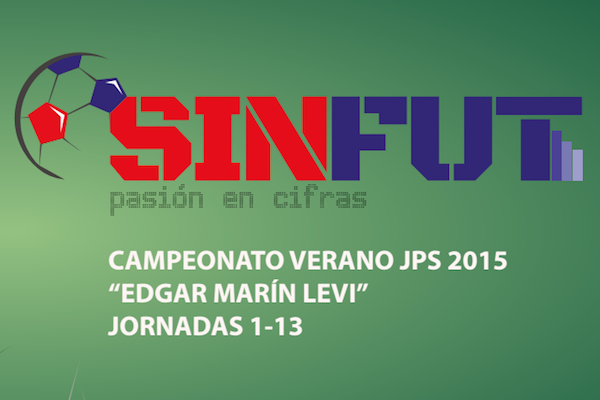 SINFUT
pasión en cifras
CAMPEONATO VERANO JPS 2015
“EDGAR MARÍN LEVI”
JORNADAS 1-13